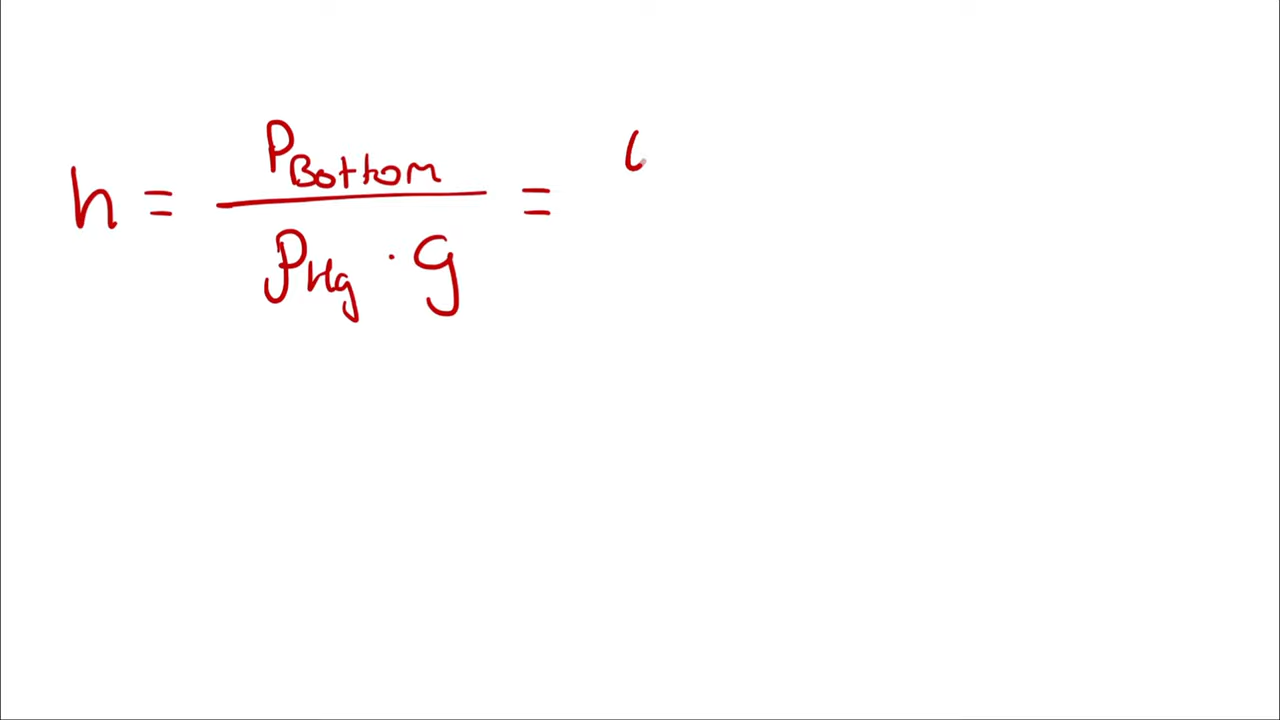 h = P_Bottom / ρ_Hg · g =